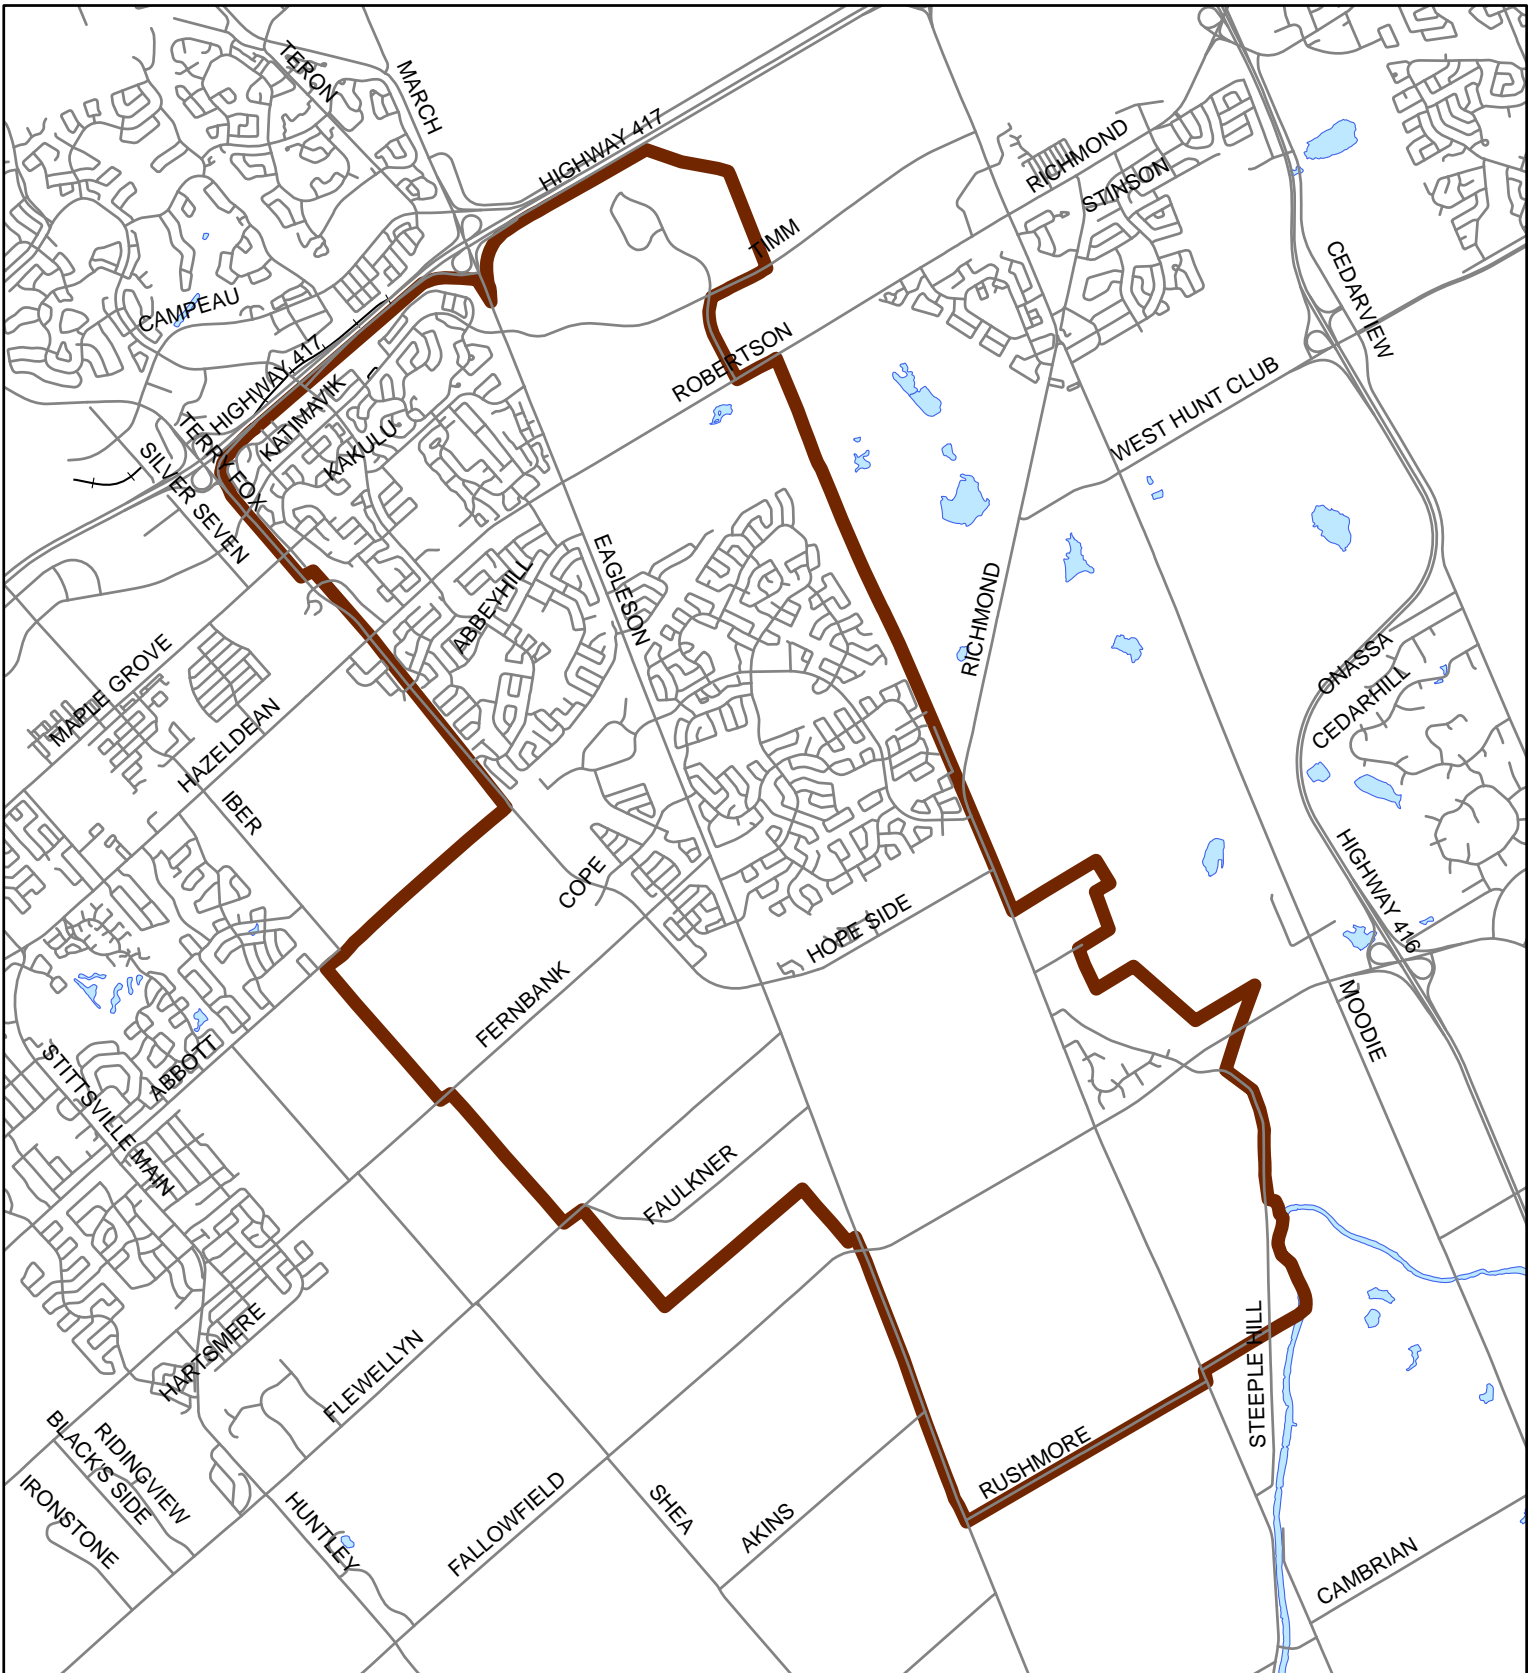 TERON
MARCH
HIGHWAY 417
RICHMOND
STINSON
TIMM
CEDARVIEW
CAMPEAU
HIGHWAY 417
ROBERTSON
KATIMAVIK
WEST HUNT CLUB
TERRY FOX
KAKULU
SILVER SEVEN
EAGLESON
ABBEYHILL
RICHMOND
MAPLE GROVE
ONASSA
CEDARHILL
HAZELDEAN
IBER
COPE
HIGHWAY 416
HOPE SIDE
FERNBANK
MOODIE
STITTSVILLE MAIN
ABBOTT
FAULKNER
HARTSMERE
FLEWELLYN
STEEPLE HILL
RIDINGVIEW
BLACK'S SIDE
IRONSTONE
RUSHMORE
HUNTLEY
FALLOWFIELD
SHEA
AKINS
CAMBRIAN